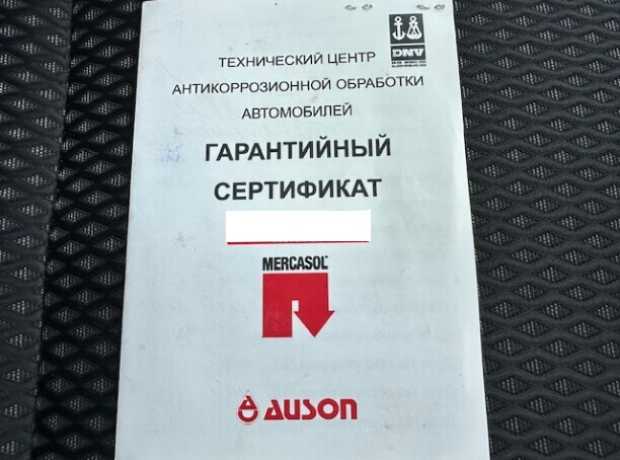 DNV
ТЕХНИЧЕСКИЙ ЦЕНТР
АНТИКОРРОЗИОННОЙ ОБРАБОТКИ
АВТОМОБИЛЕЙ
ГАРАНТИЙНЫЙ
СЕРТИФИКАТ
MERCASOL
AUSON